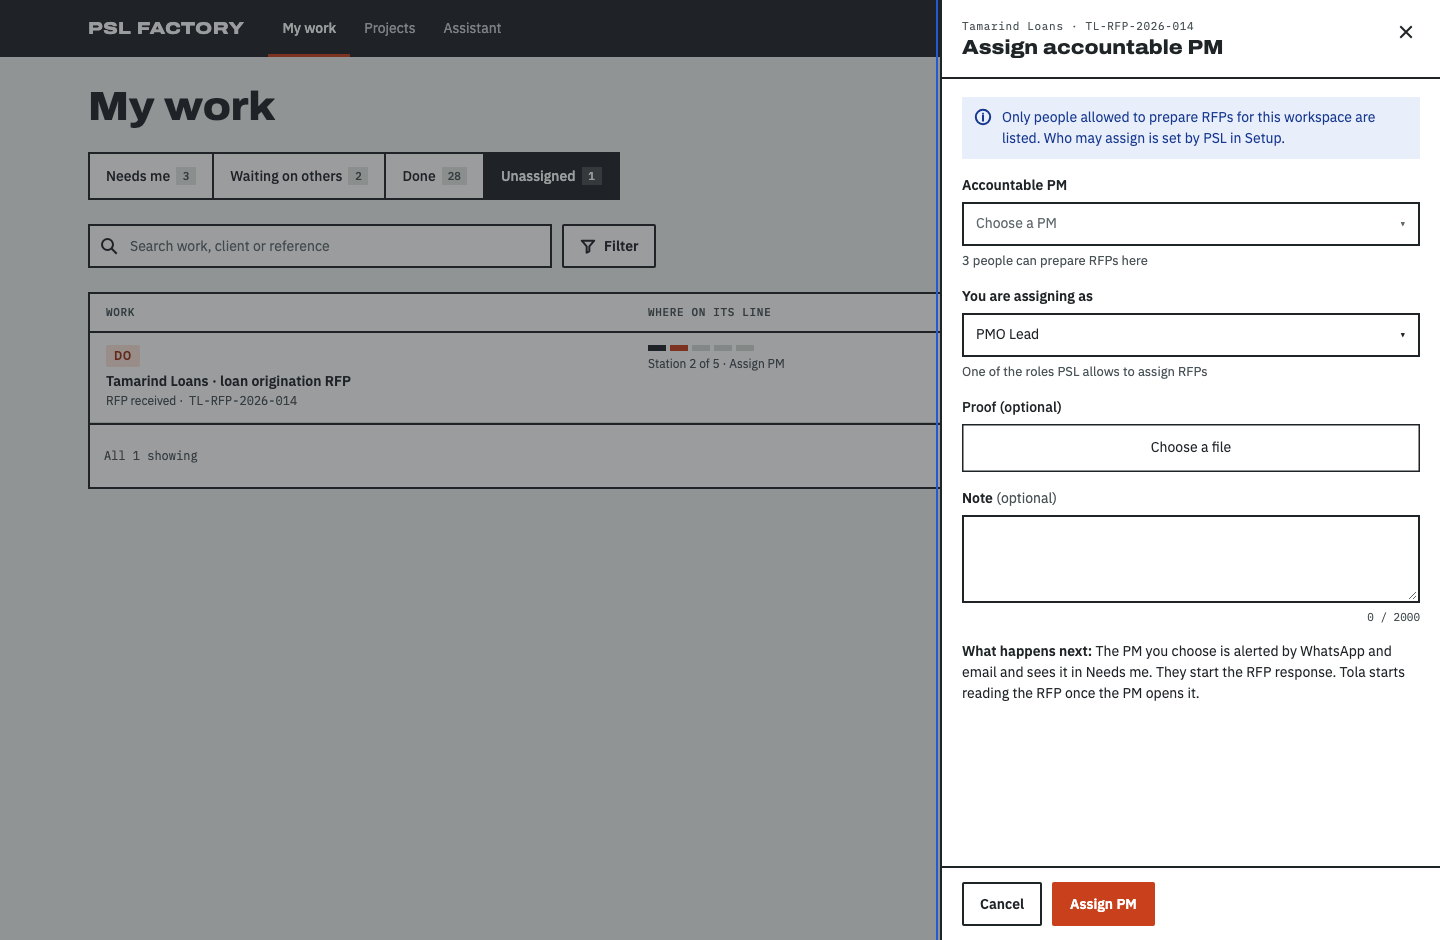 PSL FACTORY
My work
Projects
Assistant
My work
Needs me 3
Waiting on others 2
Done 28
Unassigned 1
Search work, client or reference
Filter
WORK
WHERE ON ITS LINE
DO
Tamarind Loans · loan origination RFP
RFP received · TL-RFP-2026-014
Station 2 of 5 · Assign PM
All 1 showing
Tamarind Loans · TL-RFP-2026-014
Assign accountable PM
Only people allowed to prepare RFPs for this workspace are
listed. Who may assign is set by PSL in Setup.
Accountable PM
Choose a PM
3 people can prepare RFPs here
You are assigning as
PMO Lead
One of the roles PSL allows to assign RFPs
Proof (optional)
Choose a file
Note (optional)
0 / 2000
What happens next: The PM you choose is alerted by WhatsApp and
email and sees it in Needs me. They start the RFP response. Tola starts
reading the RFP once the PM opens it.
Cancel
Assign PM